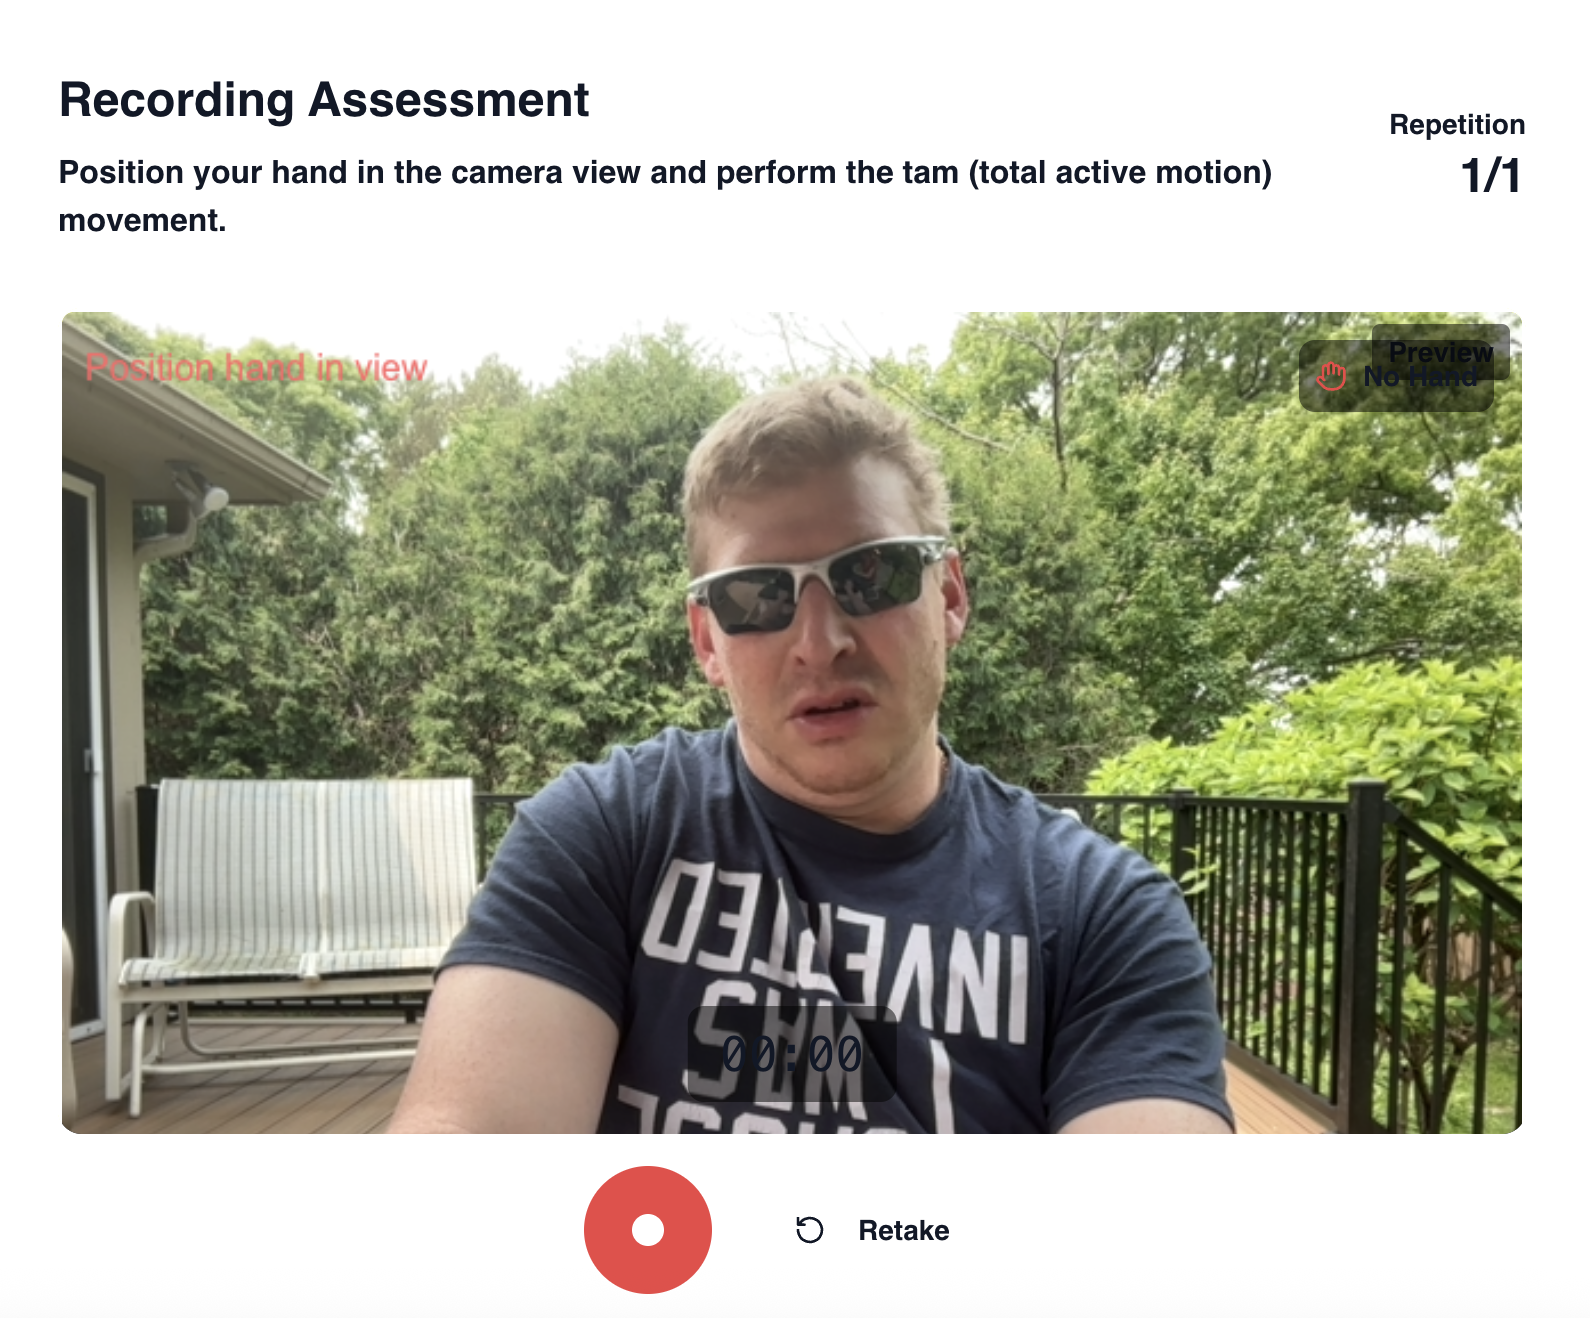 Recording Assessment
Repetition
1/1
Position your hand in the camera view and perform the tam (total active motion)
movement.
Position hand in view
Preview
No Hand
INVERTED
WAS
00:00
Retake